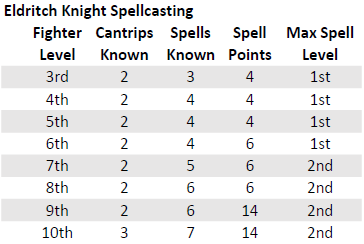 Eldritch Knight Spellcasting
Fighter Cantrips Spells Spell Max Spell
Level Known Known Points Level
3rd 2 3 4 1st
4th 2 4 4 1st
5th 2 4 4 1st
6th 2 4 6 1st
7th 2 5 6 2nd
8th 2 6 6 2nd
9th 2 6 14 2nd
10th 3 7 14 2nd